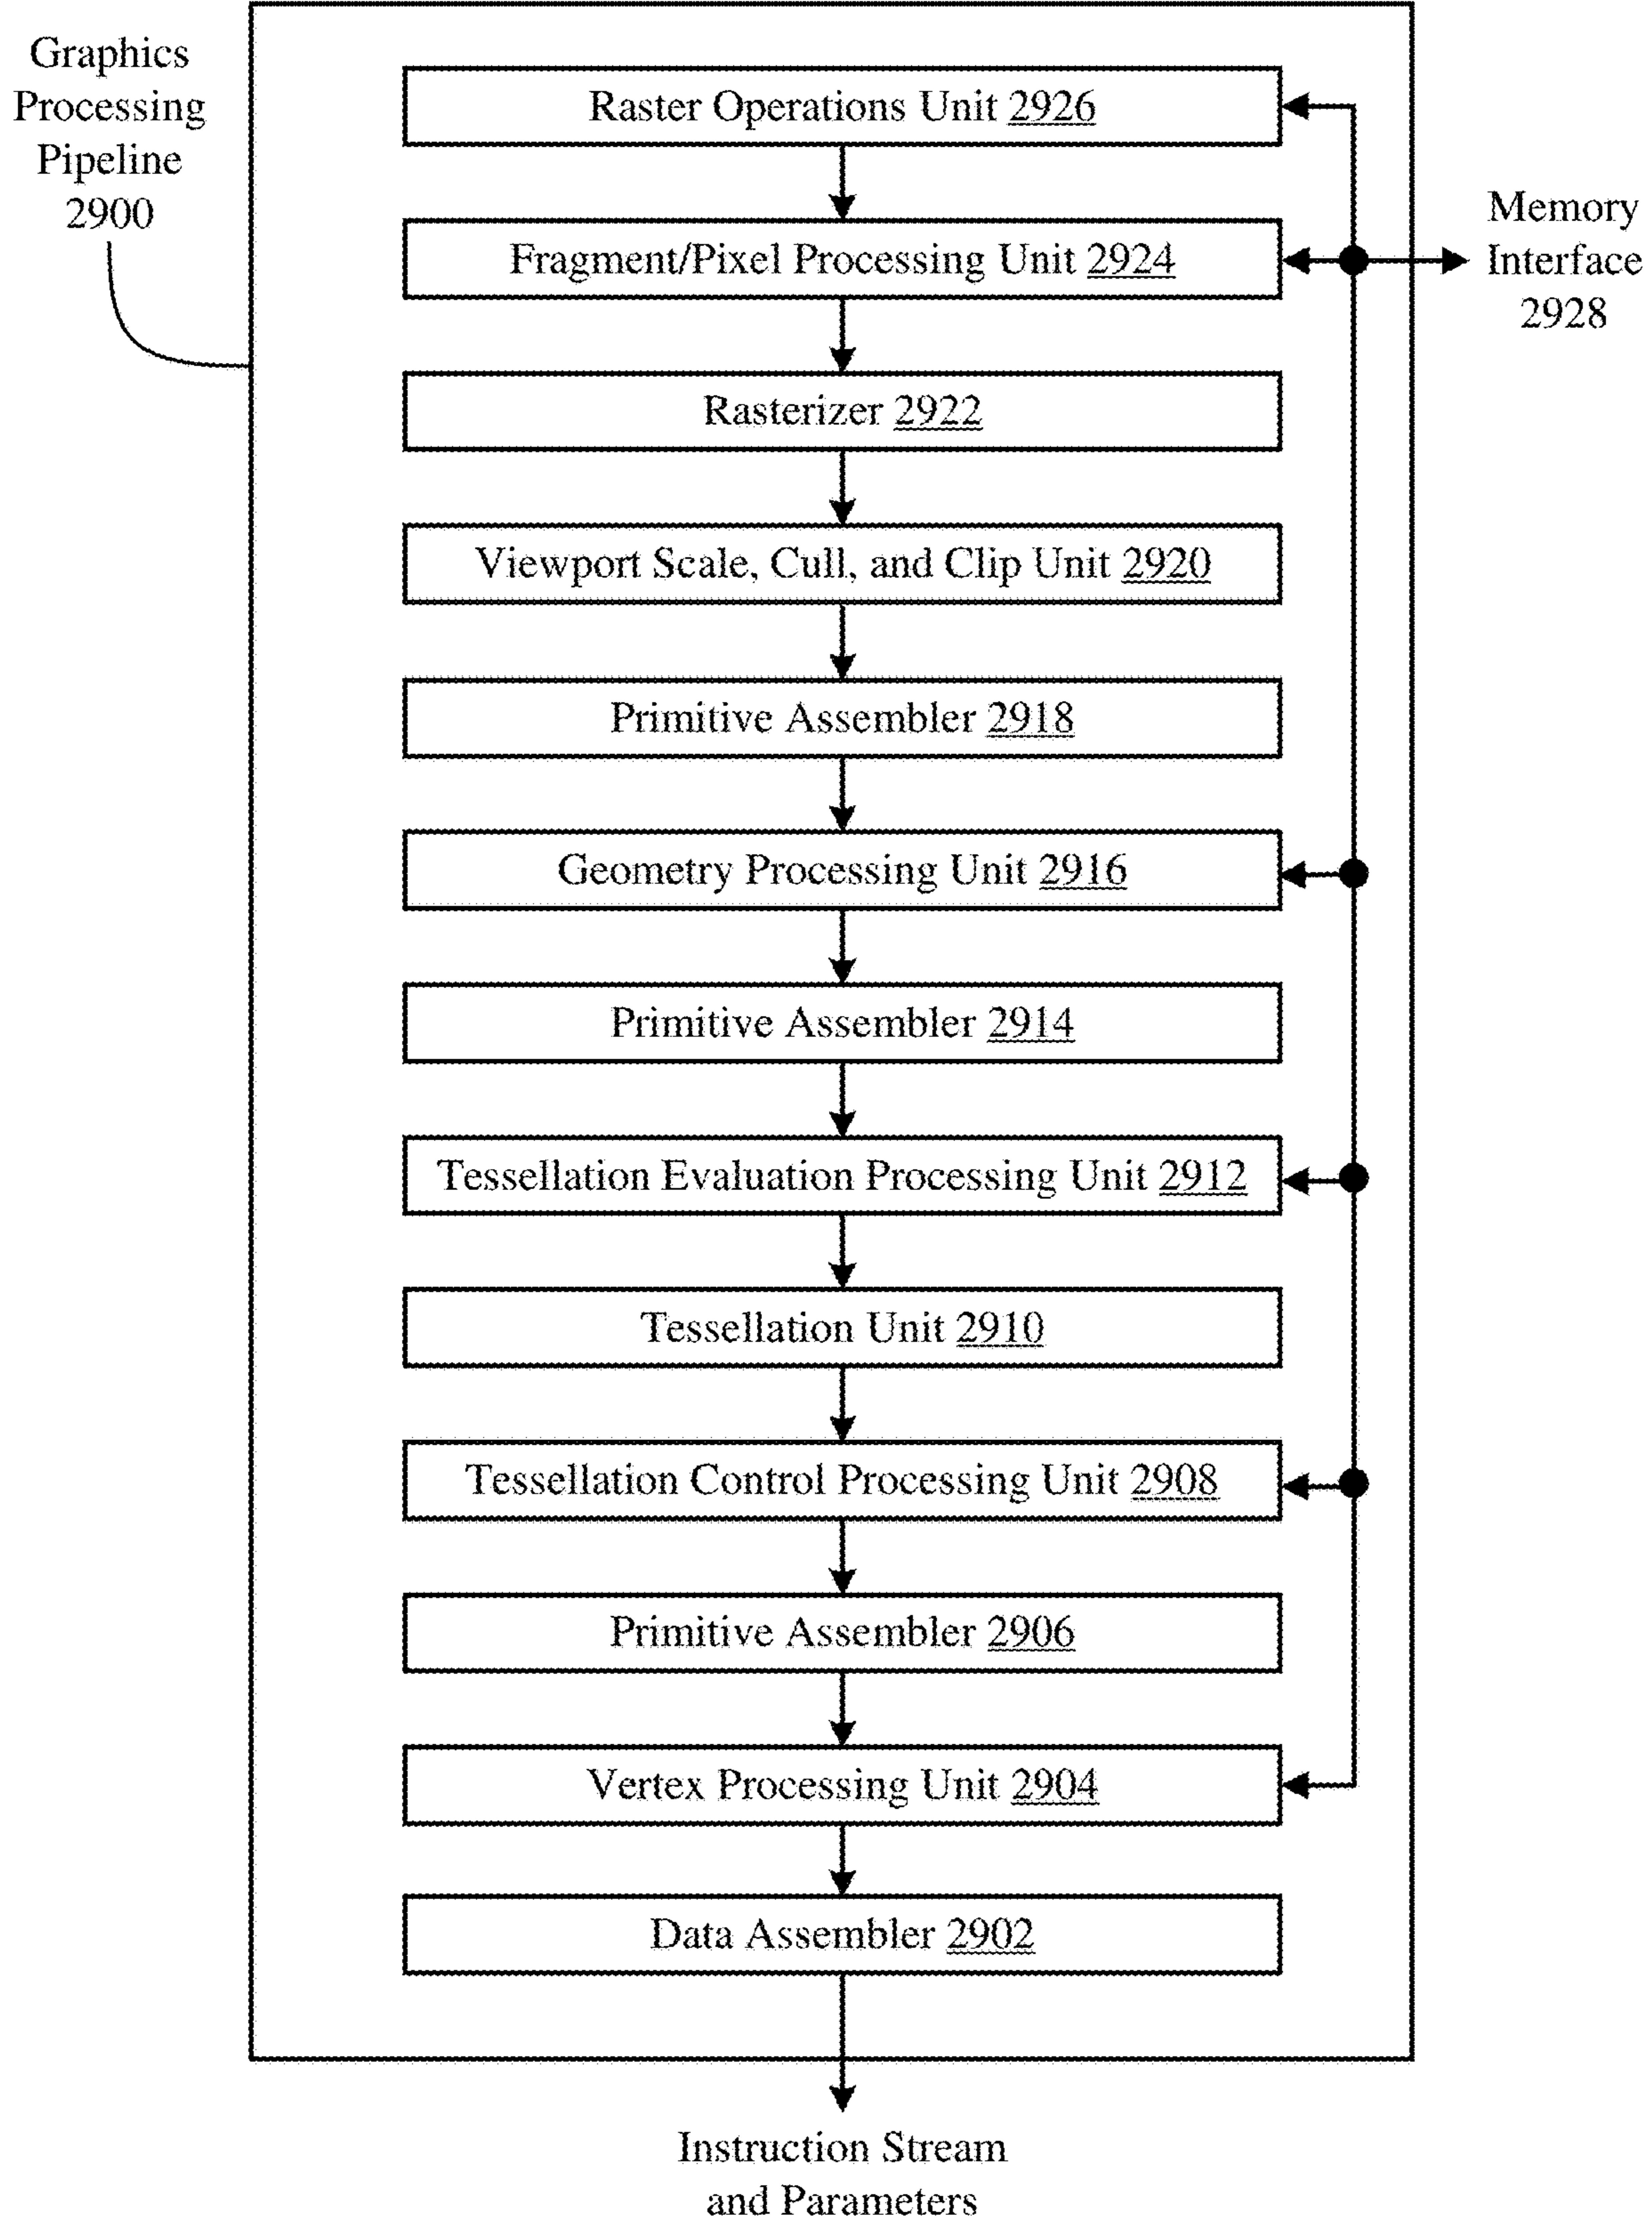 Graphics
Processing
Pipeline
2900
Raster Operations Unit 2926
Fragment/Pixel Processing Unit 2924
Memory
Interface
2928
Rasterizer 2922
Viewport Scale, Cull, and Clip Unit 2920
Primitive Assembler 2918
Geometry Processing Unit 2916
Primitive Assembler 2914
Tessellation Evaluation Processing Unit 2912
Tessellation Unit 2910
Tessellation Control Processing Unit 2908
Primitive Assembler 2906
Vertex Processing Unit 2904
Data Assembler 2902
Instruction Stream
and Parameters